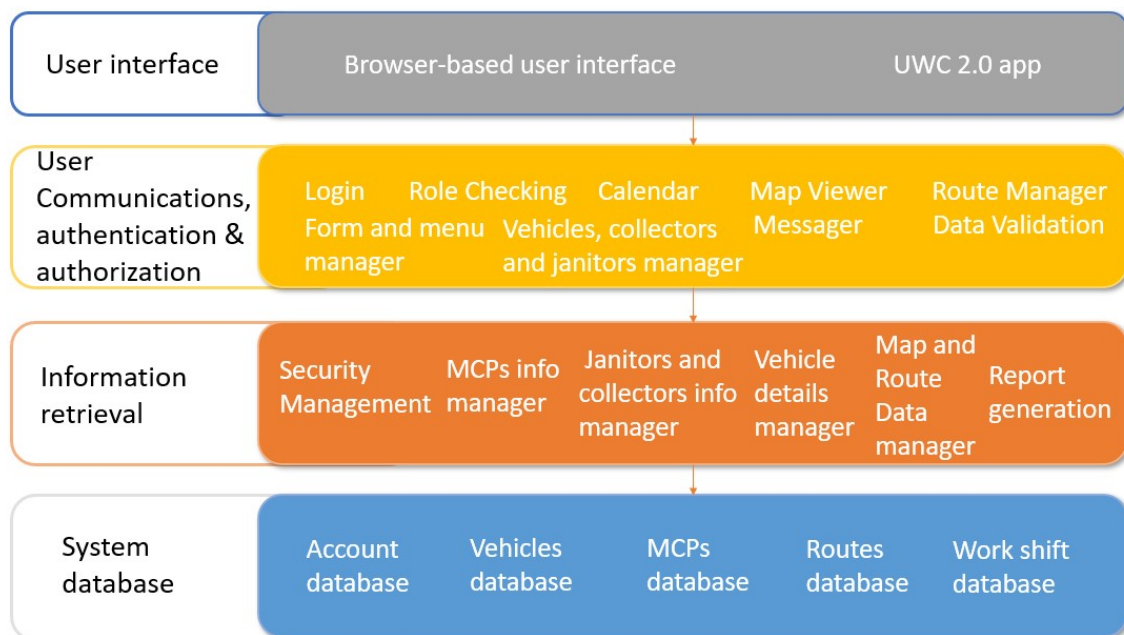 User interface
Browser-based user interface
UWC 2.0 app
User
Communications,
authentication &
authorization
Login
Role Checking
Calendar
Map Viewer
Messager
Route Manager
Data Validation
Form and menu
manager
Vehicles, collectors
and janitors manager
Information
retrieval
Security
Management
MCPs info
manager
Janitors and
collectors info
manager
Vehicle
details
manager
Map and
Route
Data
manager
Report
generation
System
database
Account
database
Vehicles
database
MCPs
database
Routes
database
Work shift
database